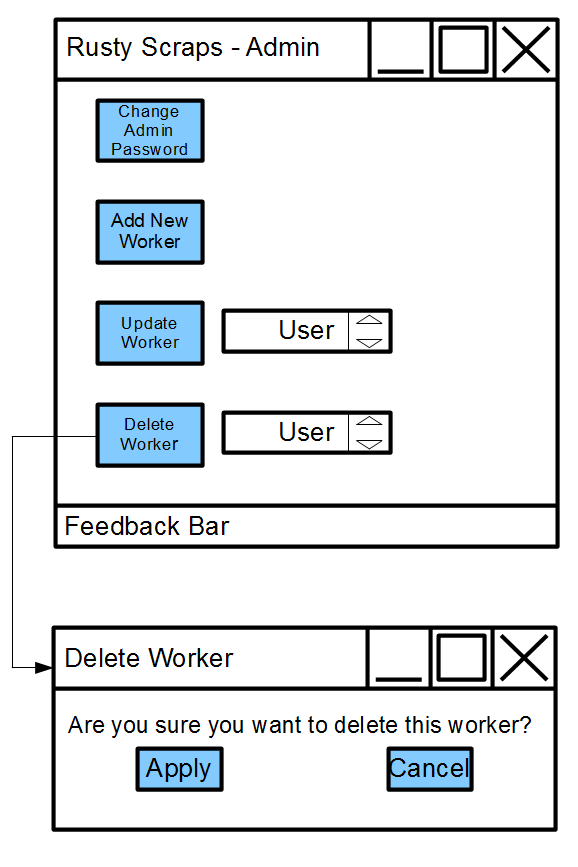 Rusty Scraps - Admin
Change
Admin
Password
Add New
Worker
Update
Worker
User
Delete
Worker
User
Feedback Bar
Delete Worker
Are you sure you want to delete this worker?
Apply
Cancel